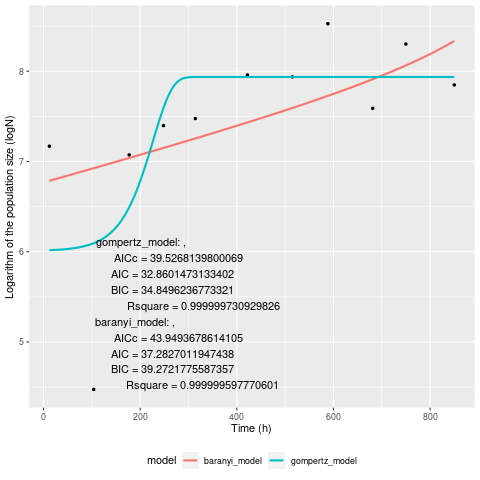 8
7
6
5
Logarithm of the population size (logN)
gompertz_model: ,
AICc = 39.5268139800069
AIC = 32.8601473133402
BIC = 34.8496236773321
Rsquare = 0.999999730929826
baranyi_model: ,
AICc = 43.9493678614105
AIC = 37.2827011947438
BIC = 39.2721775587357
Rsquare = 0.999999597770601
0 200 400 600 800
Time (h)
model baranyi_model gompertz_model